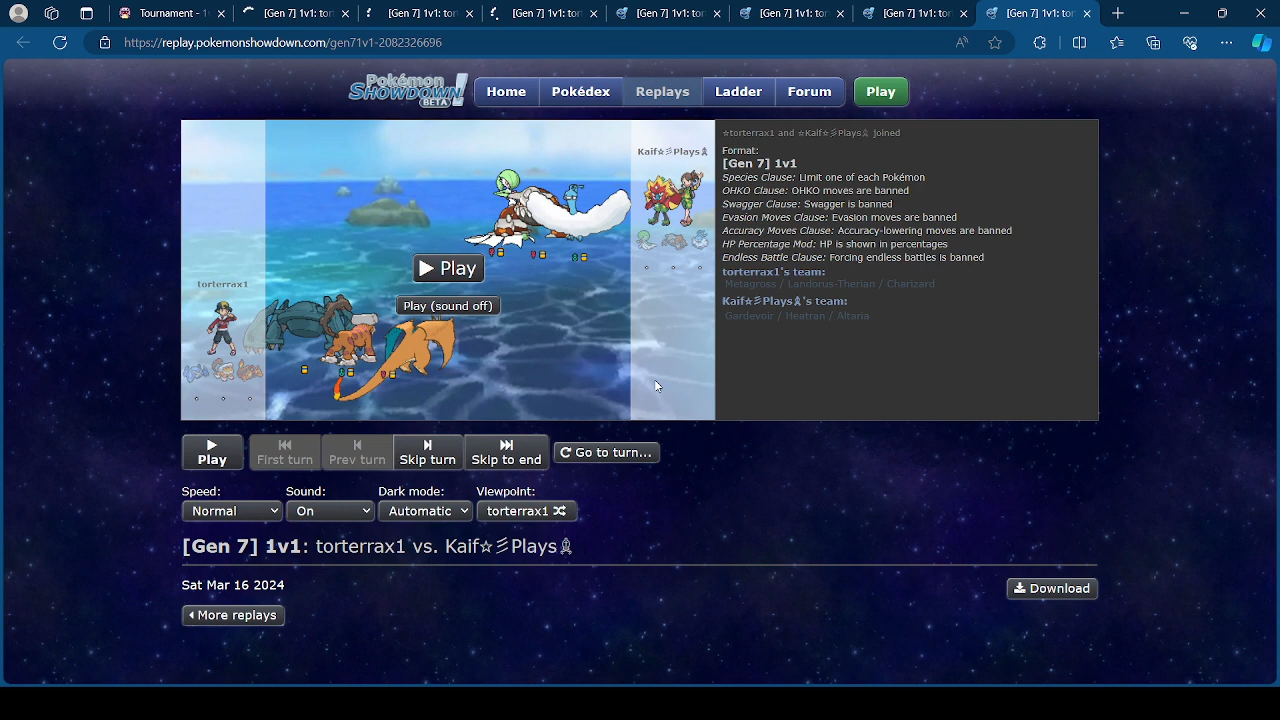 Tournament - 1
[Gen 7] 1v1: tor
[Gen 7] 1v1: tor
[Gen 7] 1v1: tor
Replays
[Gen 7] 1v1: tor
[Gen 7] 1v1: tor
[Gen 7] 1v1: tor
https://replay.pokemonshowdown.com/gen71v1-2082326696
Pokémon
SHOWDOWN!
BETA
Home
Pokédex
Replays
Ladder
Forum
Play
Kaif☆彡Plays
torterrax1
▶ Play
Play (sound off)
☆torterrax1 and ☆Kaif☆彡Plays joined
Format:
[Gen 7] 1v1
Species Clause: Limit one of each Pokémon
OHKO Clause: OHKO moves are banned
Swagger Clause: Swagger is banned
Evasion Moves Clause: Evasion moves are banned
Accuracy Moves Clause: Accuracy-lowering moves are banned
HP Percentage Mod: HP is shown in percentages
Endless Battle Clause: Forcing endless battles is banned
torterrax1's team:
Metagross / Landorus-Therian / Charizard
Kaif☆彡Plays's team:
Gardevoir / Heatran / Altaria
Play
First turn
Prev turn
Skip turn
Skip to end
Go to turn...
Speed:
Sound:
Dark mode:
Viewpoint:
Normal
On
Automatic
torterrax1
[Gen 7] 1v1: torterrax1 vs. Kaif☆彡Plays
Sat Mar 16 2024
Download
More replays